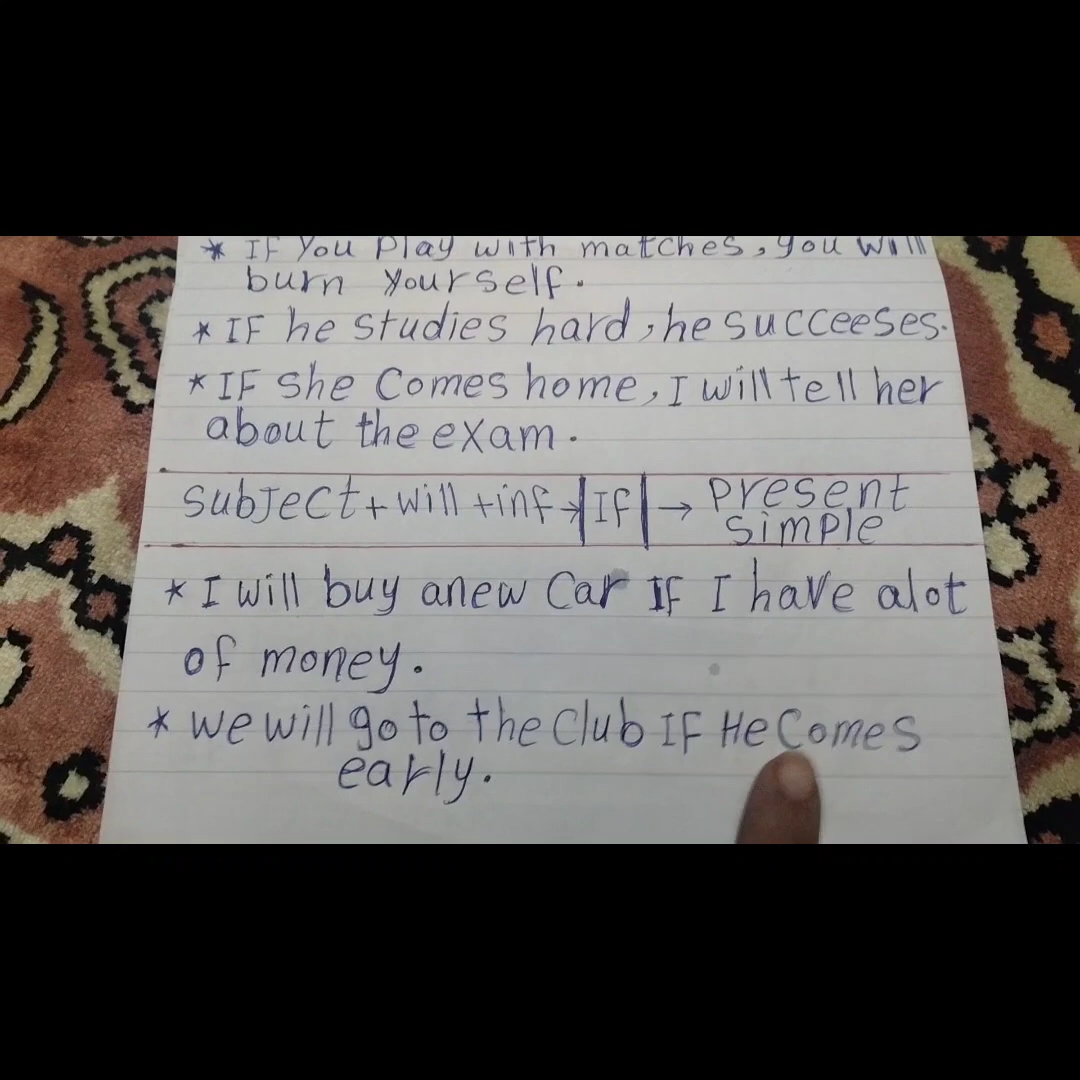 * If You Play with matches, you will
burn yourself.
* IF he studies hard, he succeeses.
* IF she Comes home, I will tell her
about the exam.
subJect + will + inf → |If| → present
simple
* I will buy anew Car IF I have alot
of money.
* we will go to the Club IF He Comes
early.